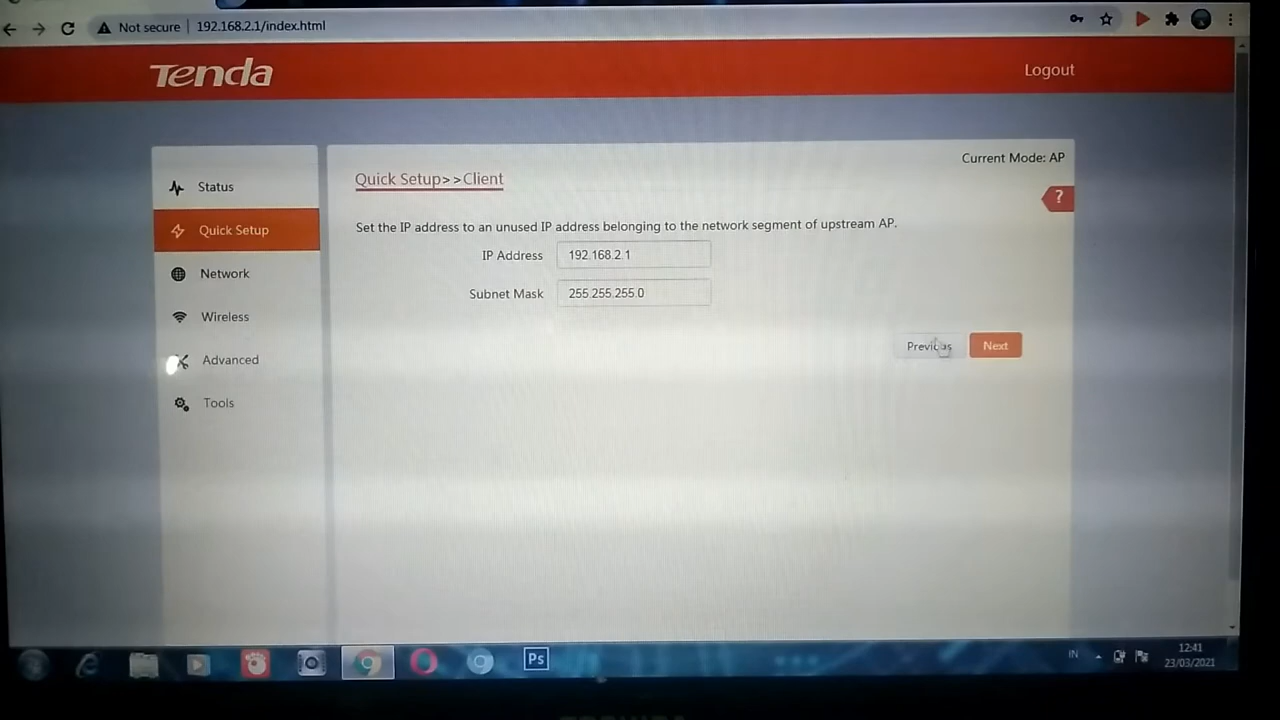 Not secure 192.168.2.1/index.html
Tenda
Logout
Current Mode: AP
Status
Quick Setup>>Client
?
Quick Setup
Set the IP address to an unused IP address belonging to the network segment of upstream AP.
IP Address 192.168.2.1
Network
Subnet Mask 255.255.255.0
Wireless
Previous Next
Advanced
Tools
Ps
IN
12:41
23/03/2021